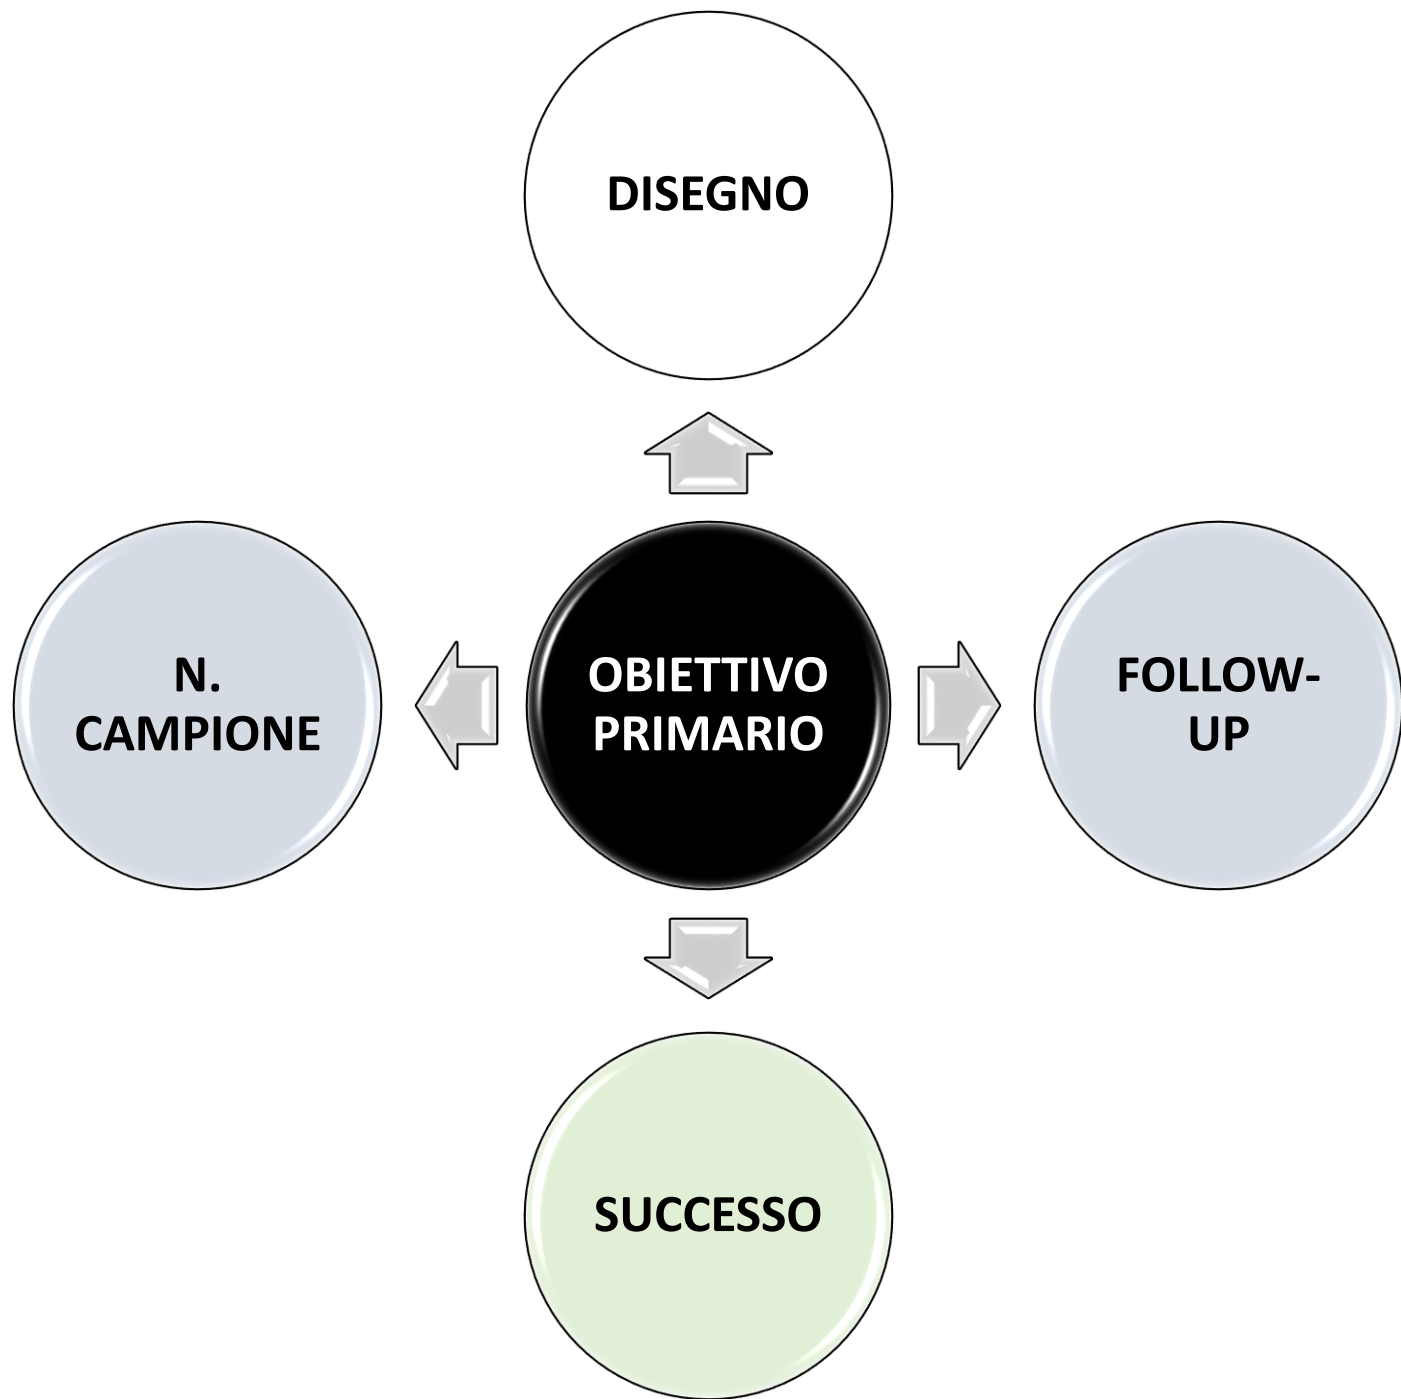 DISEGNO
N.
CAMPIONE
OBIETTIVO
PRIMARIO
FOLLOW-
UP
SUCCESSO